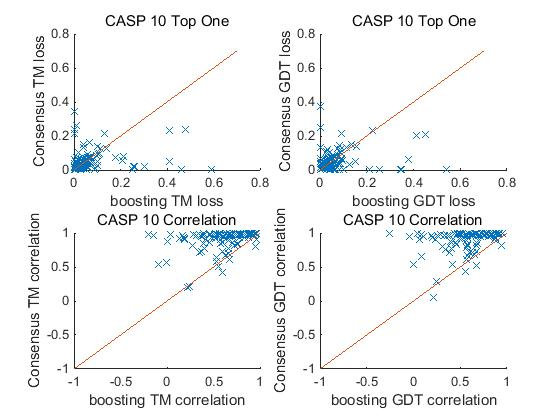 CASP 10 Top One
CASP 10 Top One
Consensus TM loss
0.8
0.6
0.4
0.2
0
0 0.2 0.4 0.6 0.8
boosting TM loss
Consensus GDT loss
0.8
0.6
0.4
0.2
0
0 0.2 0.4 0.6 0.8
boosting GDT loss
CASP 10 Correlation
CASP 10 Correlation
Consensus TM correlation
1
0.5
0
-0.5
-1
-1 0 1
boosting TM correlation
Consensus GDT correlation
1
0.5
0
-0.5
-1
-1 -0.5 0 0.5 1
boosting GDT correlation